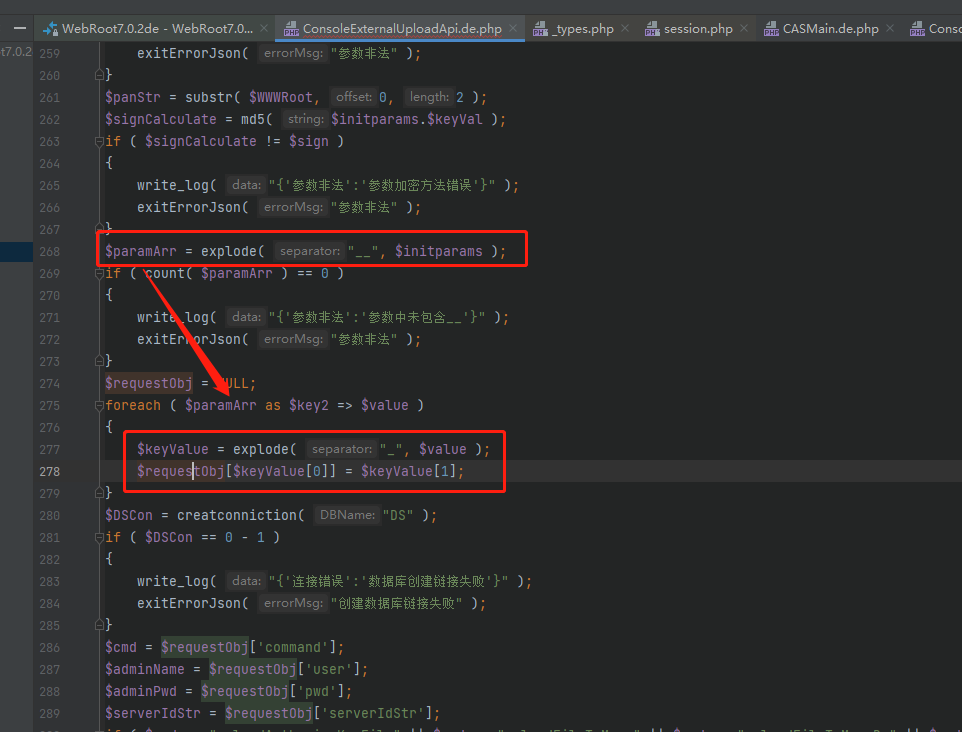 WebRoot7.0.2de - WebRoot7.0... × ConsoleExternalUploadApi.de.php × _types.php × session.php × CASMain.de.php × Conso
t7.0.2
259 exitErrorJson( errorMsg: "参数非法" );
260 }
261 $panStr = substr( $WWWRoot, offset: 0, length: 2 );
262 $signCalculate = md5( string: $initparams.$keyVal );
263 if ( $signCalculate != $sign )
264 {
265 write_log( data: "{'参数非法':'参数加密方法错误'}" );
266 exitErrorJson( errorMsg: "参数非法" );
267 }
268 $paramArr = explode( separator: "__", $initparams );
269 if ( count( $paramArr ) == 0 )
270 {
271 write_log( data: "{'参数非法':'参数中未包含__'}" );
272 exitErrorJson( errorMsg: "参数非法" );
273 }
274 $requestObj = NULL;
275 foreach ( $paramArr as $key2 => $value )
276 {
277 $keyValue = explode( separator: "_", $value );
278 $requestObj[$keyValue[0]] = $keyValue[1];
279 }
280 $DSCon = creatconniction( DBName: "DS" );
281 if ( $DSCon == 0 - 1 )
282 {
283 write_log( data: "{'连接错误':'数据库创建链接失败'}" );
284 exitErrorJson( errorMsg: "创建数据库链接失败" );
285 }
286 $cmd = $requestObj['command'];
287 $adminName = $requestObj['user'];
288 $adminPwd = $requestObj['pwd'];
289 $serverIdStr = $requestObj['serverIdStr'];